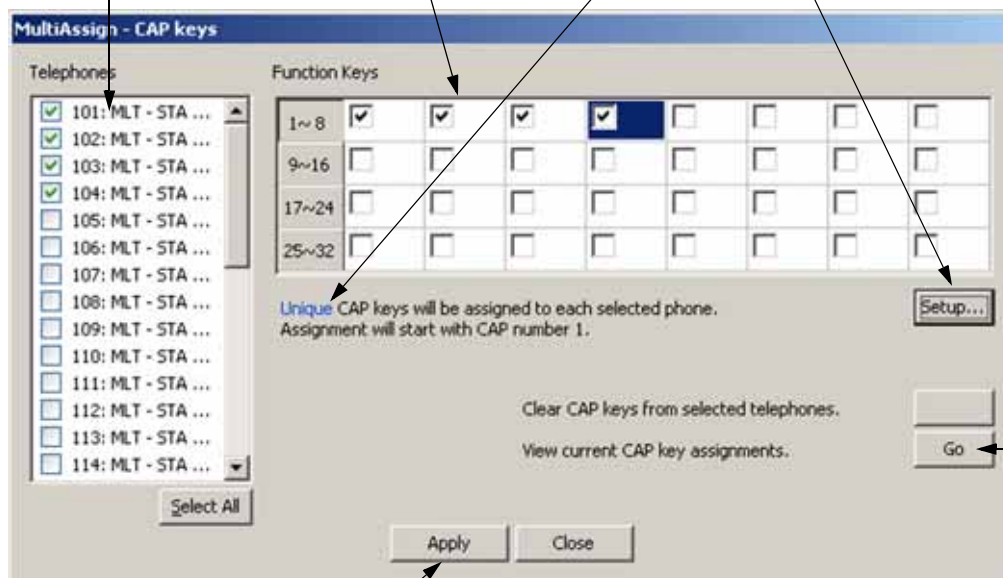 MultiAssign - CAP keys
Telephones
Function Keys
101: MLT - STA ...
102: MLT - STA ...
103: MLT - STA ...
104: MLT - STA ...
105: MLT - STA ...
106: MLT - STA ...
107: MLT - STA ...
108: MLT - STA ...
109: MLT - STA ...
110: MLT - STA ...
111: MLT - STA ...
112: MLT - STA ...
113: MLT - STA ...
114: MLT - STA ...
Select All
1~8
9~16
17~24
25~32
Unique CAP keys will be assigned to each selected phone.
Assignment will start with CAP number 1.
Setup...
Clear CAP keys from selected telephones.
View current CAP key assignments.
Go
Apply
Close